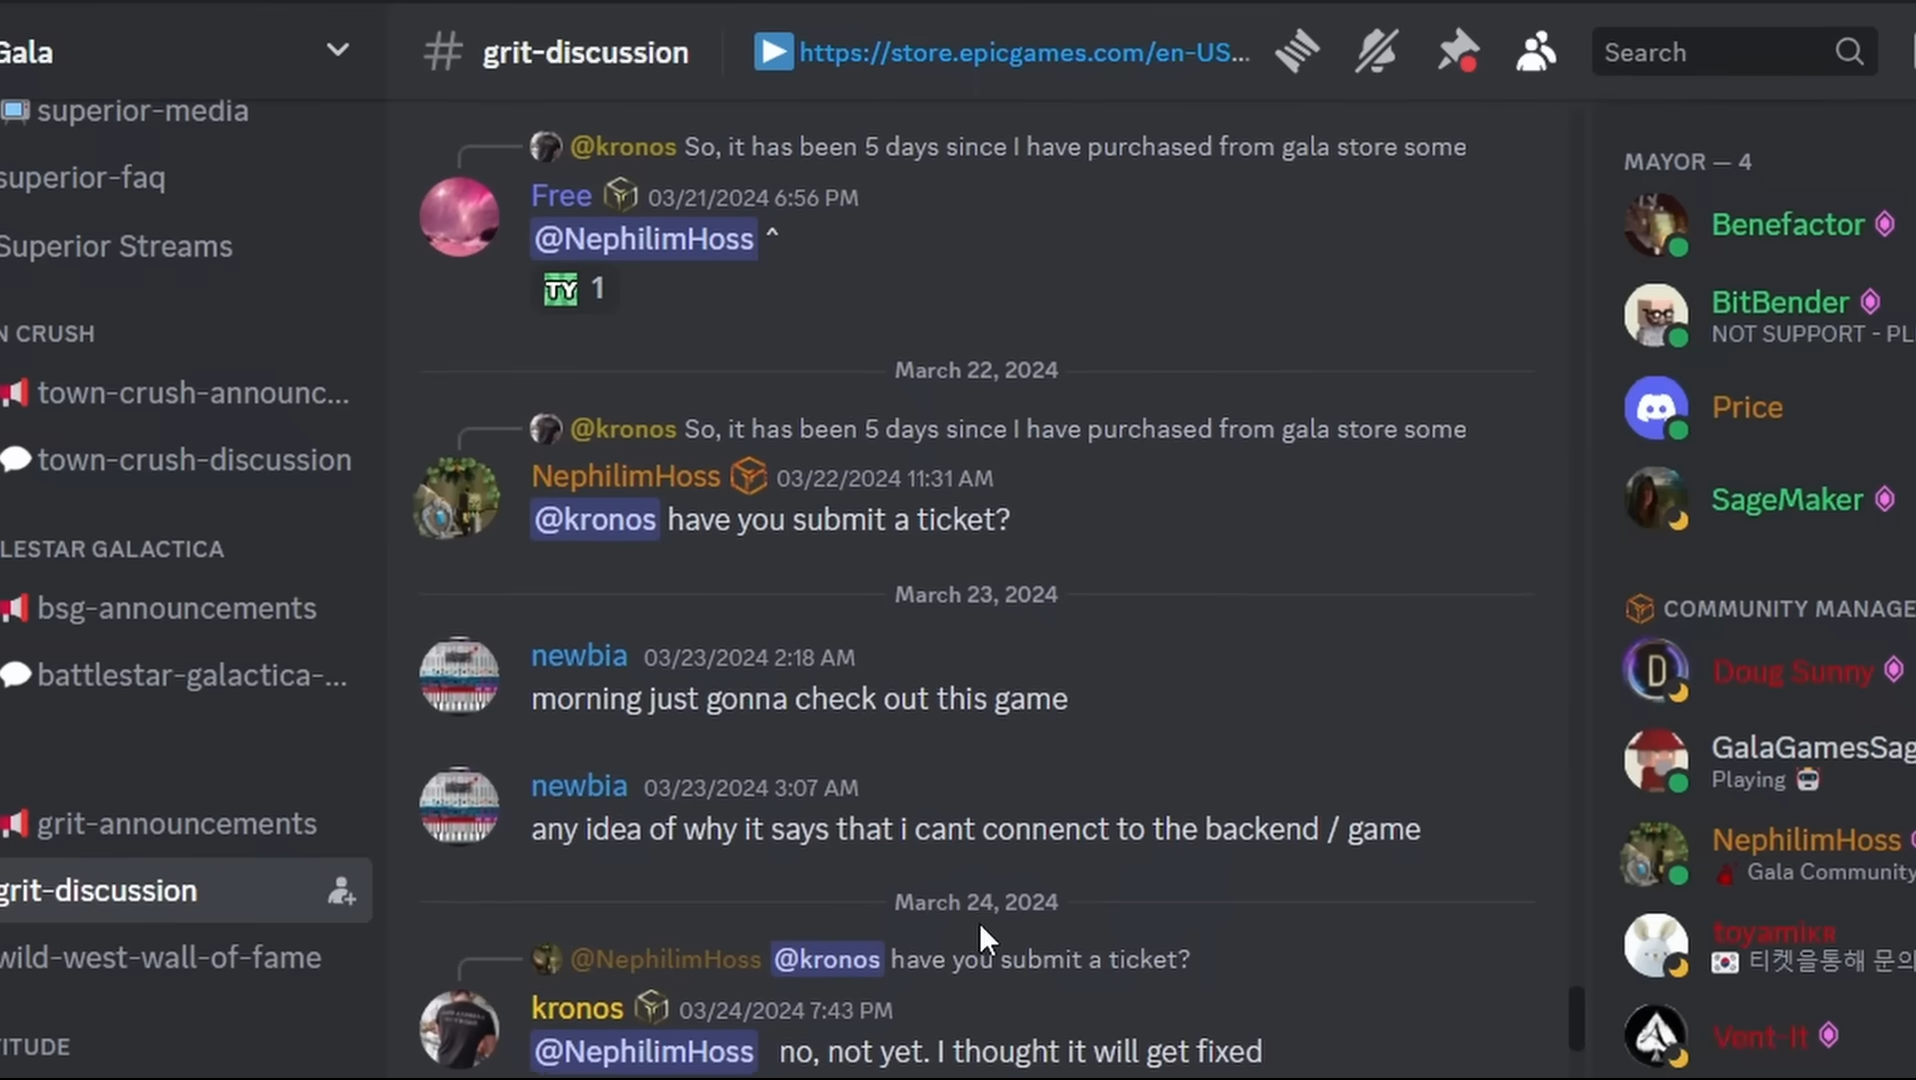 Gala
# grit-discussion
https://store.epicgames.com/en-US...
Search
superior-media
superior-faq
Superior Streams
N CRUSH
town-crush-announc...
town-crush-discussion
LESTAR GALACTICA
bsg-announcements
battlestar-galactica-...
grit-announcements
grit-discussion
wild-west-wall-of-fame
TITUDE
@kronos So, it has been 5 days since I have purchased from gala store some
Free 03/21/2024 6:56 PM
@NephilimHoss ^
TY 1
March 22, 2024
@kronos So, it has been 5 days since I have purchased from gala store some
NephilimHoss 03/22/2024 11:31 AM
@kronos have you submit a ticket?
March 23, 2024
newbia 03/23/2024 2:18 AM
morning just gonna check out this game
newbia 03/23/2024 3:07 AM
any idea of why it says that i cant connenct to the backend / game
March 24, 2024
@NephilimHoss @kronos have you submit a ticket?
kronos 03/24/2024 7:43 PM
@NephilimHoss no, not yet. I thought it will get fixed
MAYOR — 4
Benefactor
BitBender
NOT SUPPORT - PL
Price
SageMaker
COMMUNITY MANAGE
D
Doug Sunny
GalaGamesSag
Playing
NephilimHoss
Gala Community
toyamiKR
티켓을통해 문의
Vent-It